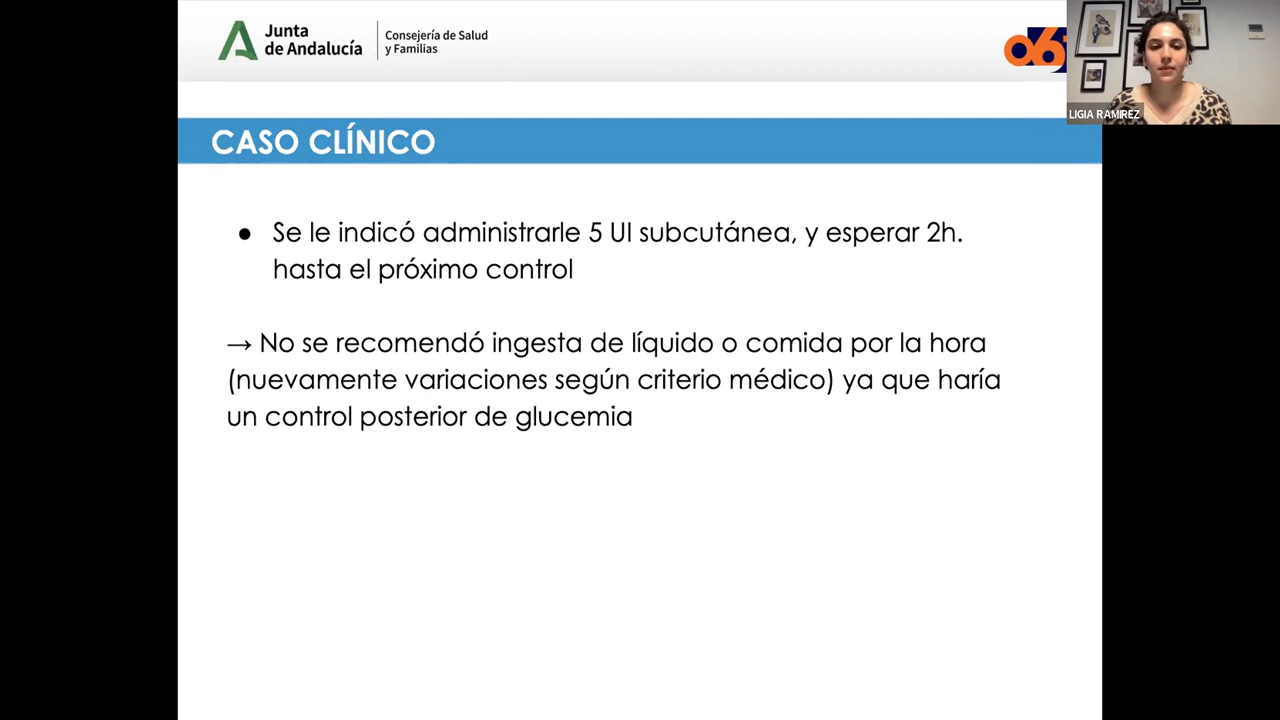 Junta
de Andalucía
Consejería de Salud
y Familias
061
LIGIA RAMIREZ
CASO CLÍNICO
● Se le indicó administrarle 5 UI subcutánea, y esperar 2h.
hasta el próximo control
→ No se recomendó ingesta de líquido o comida por la hora
(nuevamente variaciones según criterio médico) ya que haría
un control posterior de glucemia